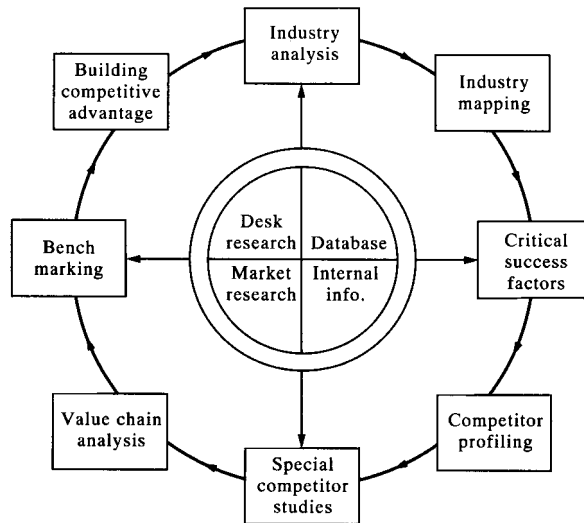 Industry
analysis
Industry
mapping
Critical
success
factors
Competitor
profiling
Special
competitor
studies
Value chain
analysis
Bench
marking
Building
competitive
advantage
Desk
research
Database
Market
research
Internal
info.